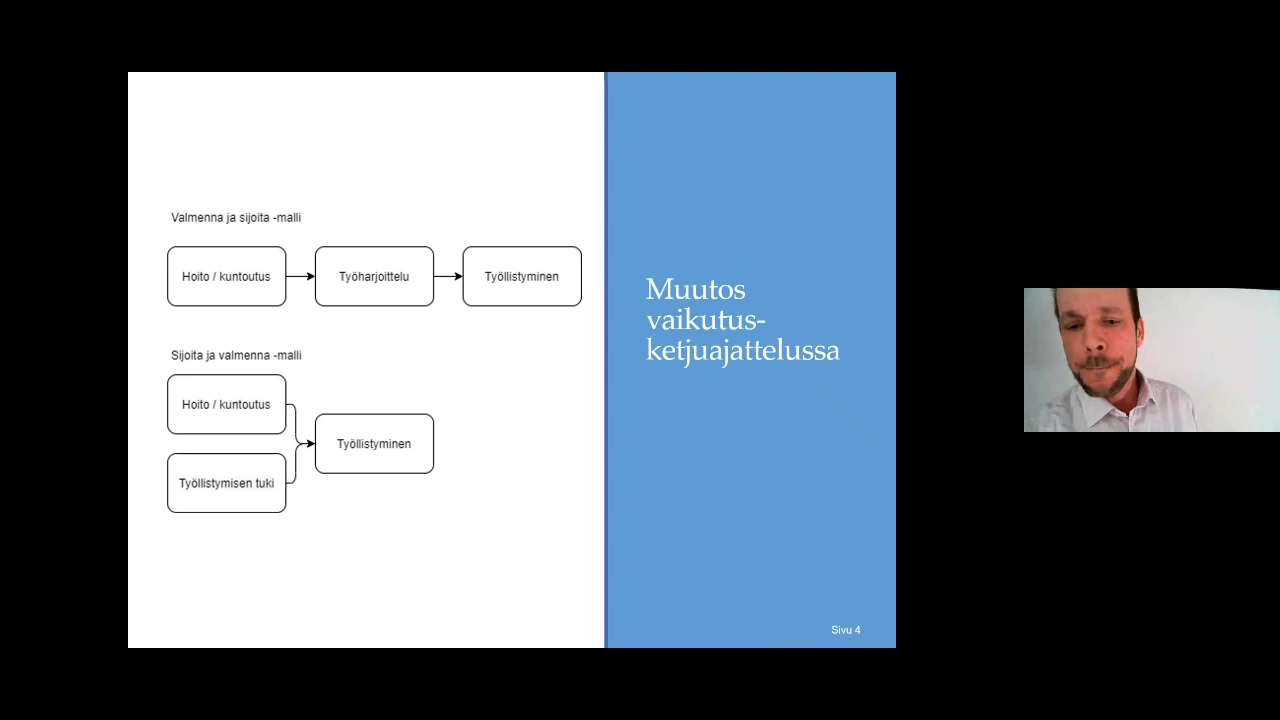 Valmenna ja sijoita -malli
Hoito / kuntoutus
Työharjoittelu
Työllistyminen
Sijoita ja valmenna -malli
Hoito / kuntoutus
Työllistyminen
Työllistymisen tuki
Muutos
vaikutus-
ketjuajattelussa
Sivu 4